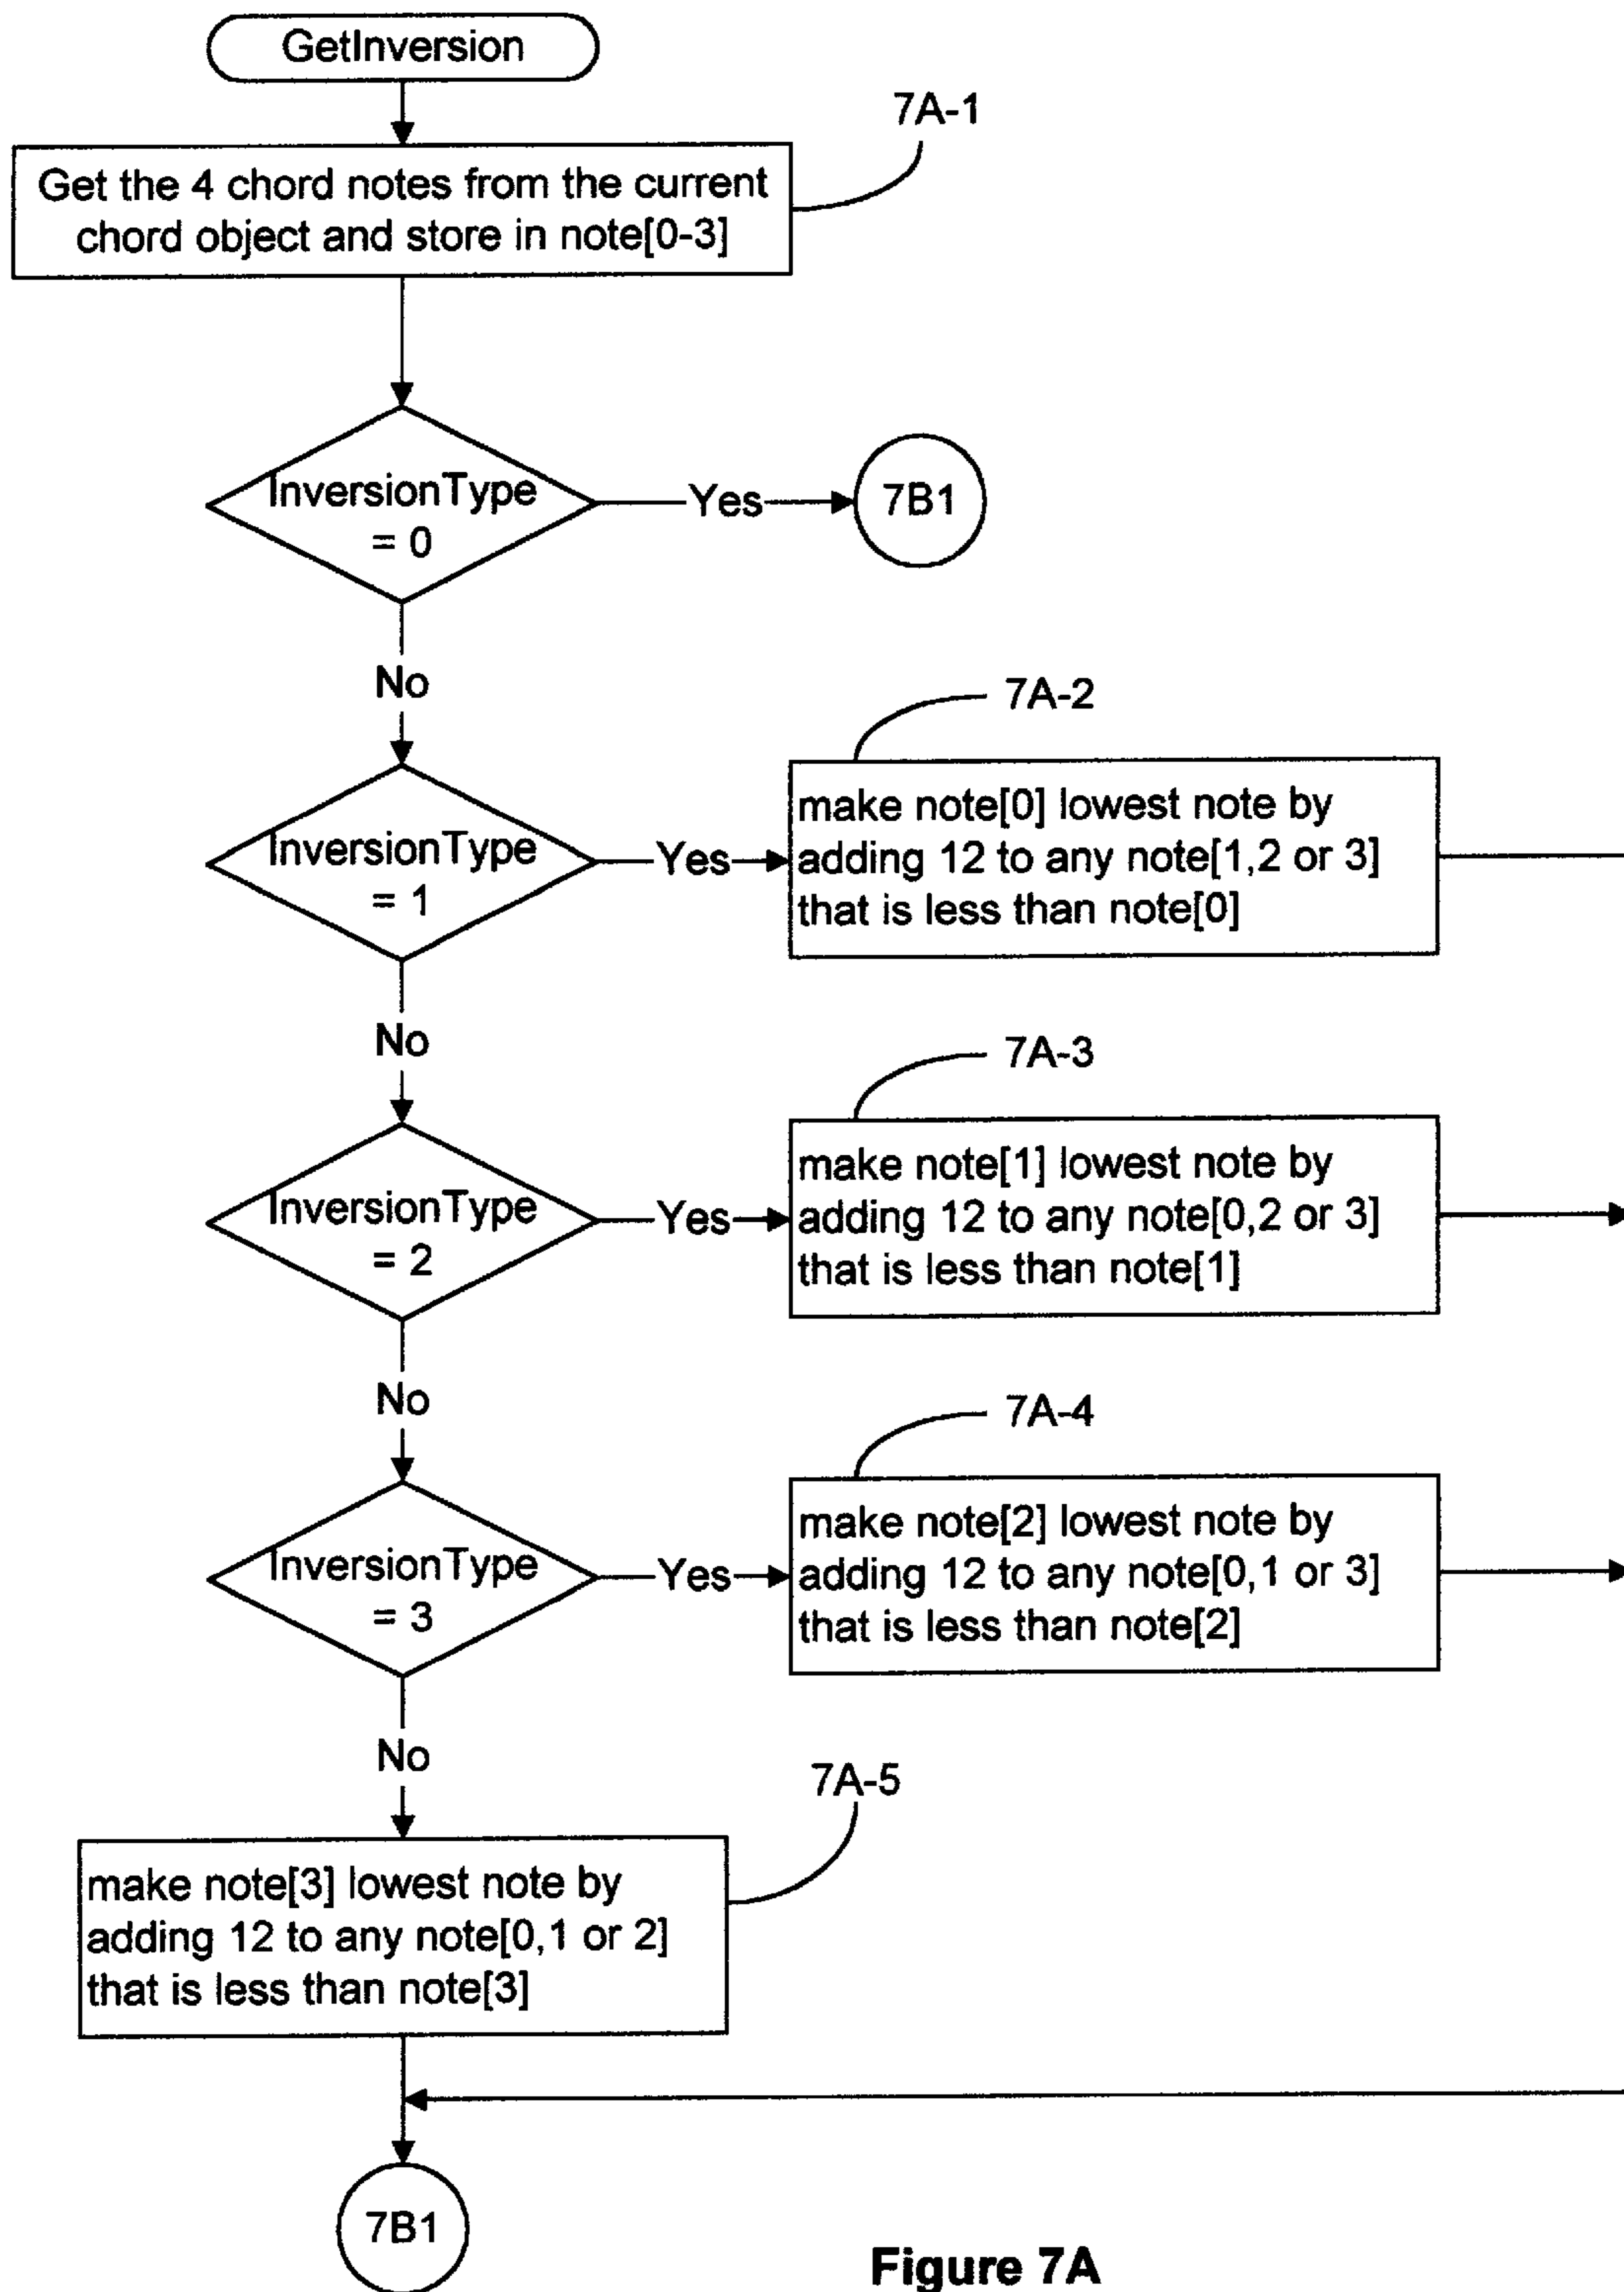 GetInversion
7A-1
Get the 4 chord notes from the current
chord object and store in note[0-3]
InversionType
= 0
Yes
7B1
No
7A-2
InversionType
= 1
Yes
make note[0] lowest note by
adding 12 to any note[1,2 or 3]
that is less than note[0]
No
7A-3
InversionType
= 2
Yes
make note[1] lowest note by
adding 12 to any note[0,2 or 3]
that is less than note[1]
No
7A-4
InversionType
= 3
Yes
make note[2] lowest note by
adding 12 to any note[0,1 or 3]
that is less than note[2]
No
7A-5
make note[3] lowest note by
adding 12 to any note[0,1 or 2]
that is less than note[3]
7B1
Figure 7A